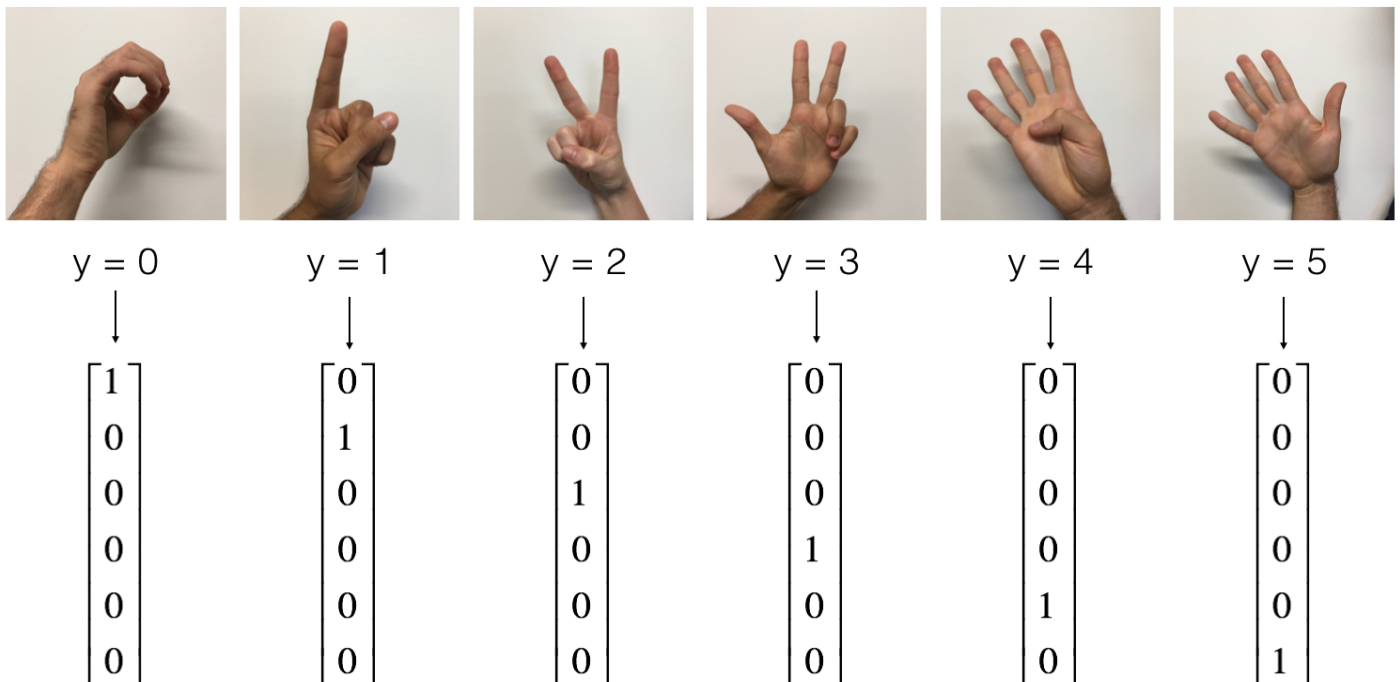 y = 0 y = 1 y = 2 y = 3 y = 4 y = 5
1 0 0 0 0 0
0 1 0 0 0 0
0 0 1 0 0 0
0 0 0 1 0 0
0 0 0 0 1 0
0 0 0 0 0 1